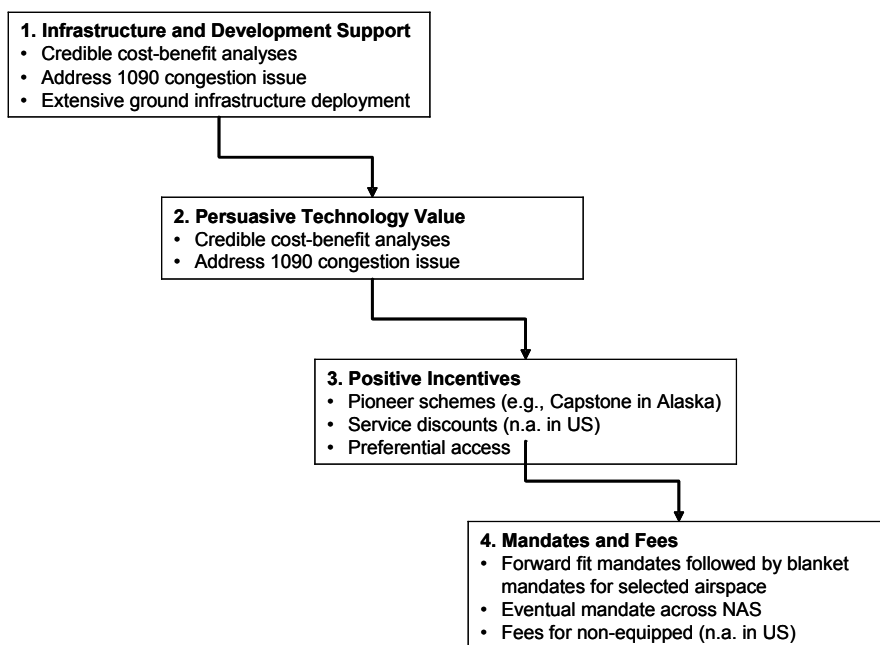 1. Infrastructure and Development Support
• Credible cost-benefit analyses
• Address 1090 congestion issue
• Extensive ground infrastructure deployment
2. Persuasive Technology Value
• Credible cost-benefit analyses
• Address 1090 congestion issue
3. Positive Incentives
• Pioneer schemes (e.g., Capstone in Alaska)
• Service discounts (n.a. in US)
• Preferential access
4. Mandates and Fees
• Forward fit mandates followed by blanket
mandates for selected airspace
• Eventual mandate across NAS
• Fees for non-equipped (n.a. in US)